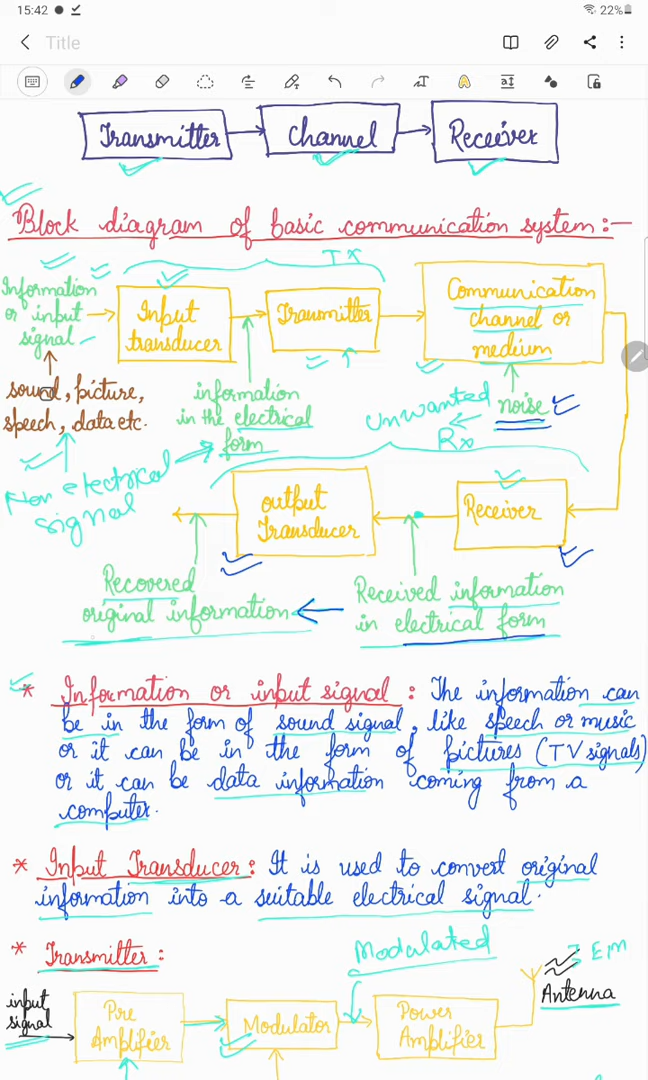 15:42
22%
Title
Transmitter
Channel
Receiver
Block diagram of basic communication system:-
TX
Information
or input
signal
Input
transducer
Transmitter
Communication
channel or
medium
sound, picture,
speech, data etc.
information
in the electrical
form
Unwanted
noise
Rx
Non electrical
signal
output
Transducer
Receiver
Recovered
original information
Received information
in electrical form
* Information or input signal : The information can
be in the form of sound signal, like speech or music
or it can be in the form of pictures (TV signals)
or it can be data information coming from a
computer.
* Input Transducer: It is used to convert original
information into a suitable electrical signal.
* Transmitter:
Modulated
EM
Antenna
input
signal
Pre
Amplifier
Modulator
Power
Amplifier